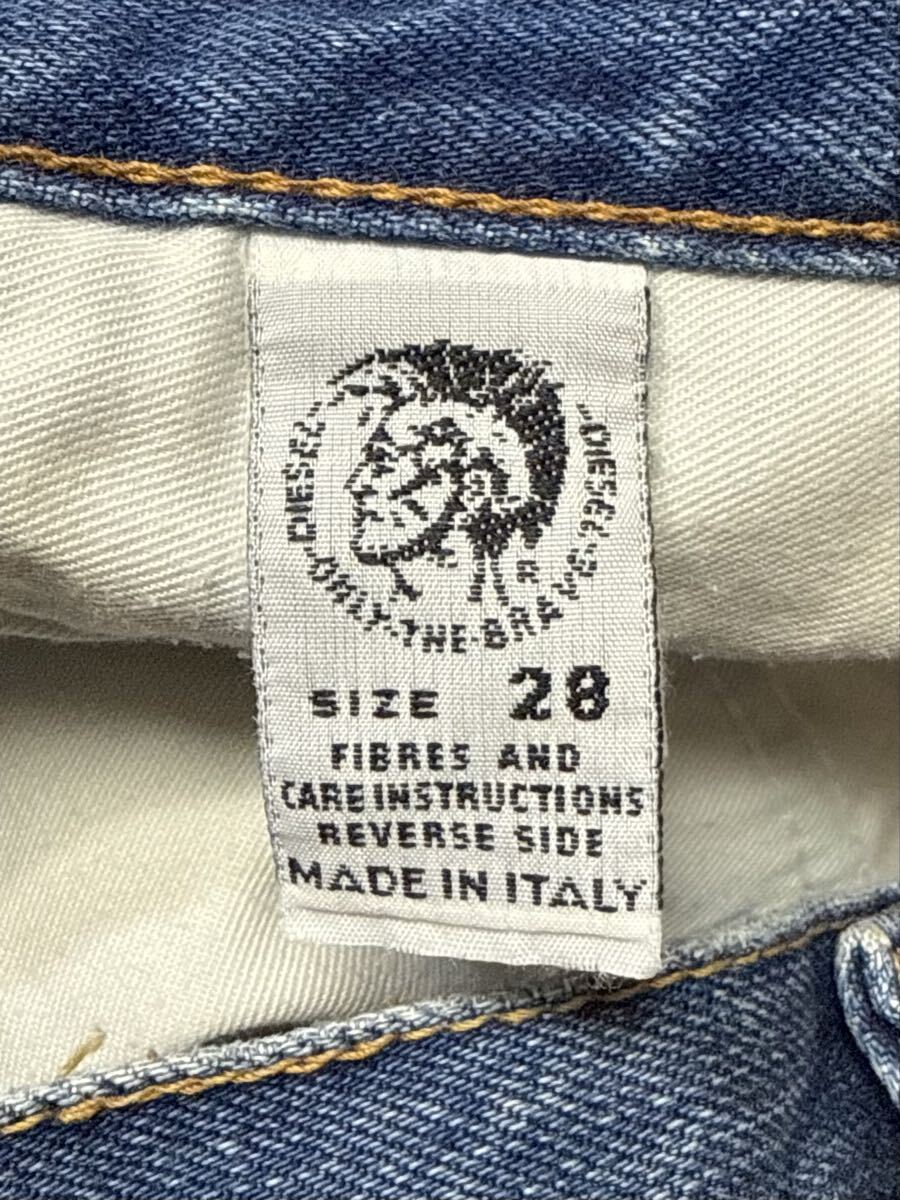 DIESEL·ONLY·THE·BRAVE·DIESEL
SIZE 28
FIBRES AND
CARE INSTRUCTIONS
REVERSE SIDE
MADE IN ITALY